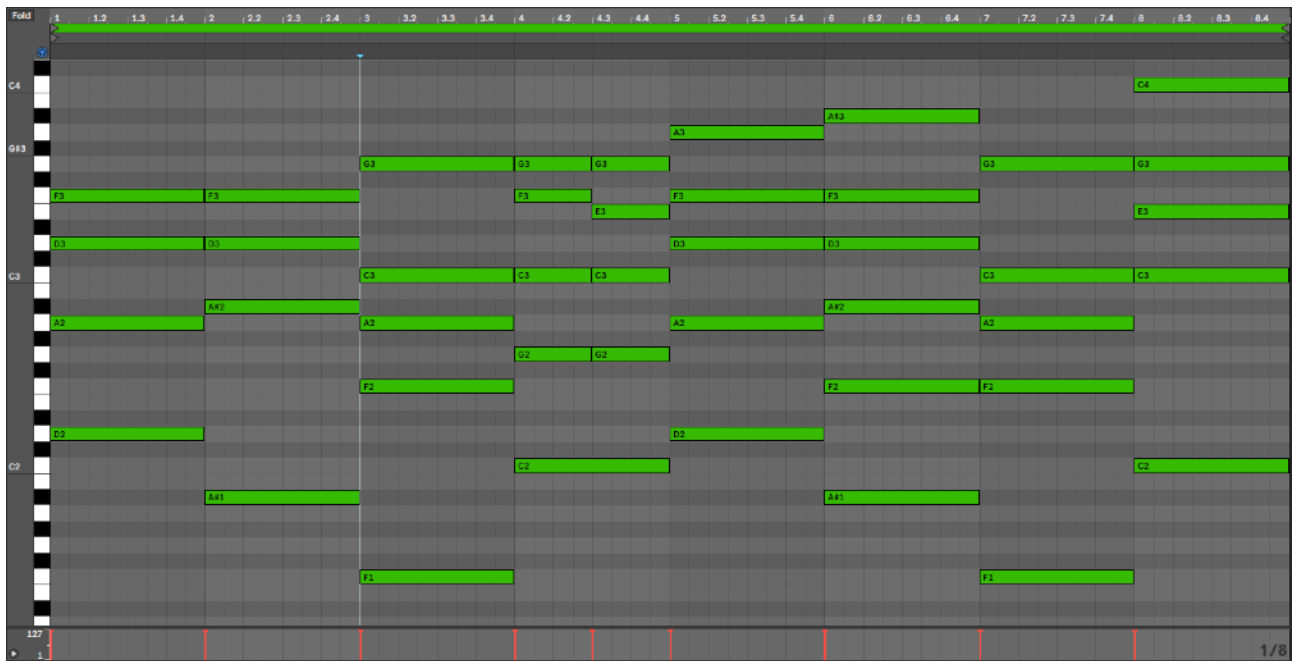 Fold 1 1.2 1.3 1.4 2 2.2 2.3 2.4 3 3.2 3.3 3.4 4 4.2 4.3 4.4 5 5.2 5.3 5.4 6 6.2 6.3 6.4 7 7.2 7.3 7.4 8 8.2 8.3 8.4
C4 C4
A#3
A3
G#3
G3 G3 G3 G3 G3
F3 F3 F3 F3 F3
E3 E3
D3 D3 D3 D3
C3 C3 C3 C3 C3 C3
A#2 A#2
A2 A2 A2 A2
G2 G2
F2 F2 F2
D2 D2
C2 C2 C2
A#1 A#1
F1 F1
127
1 1/8